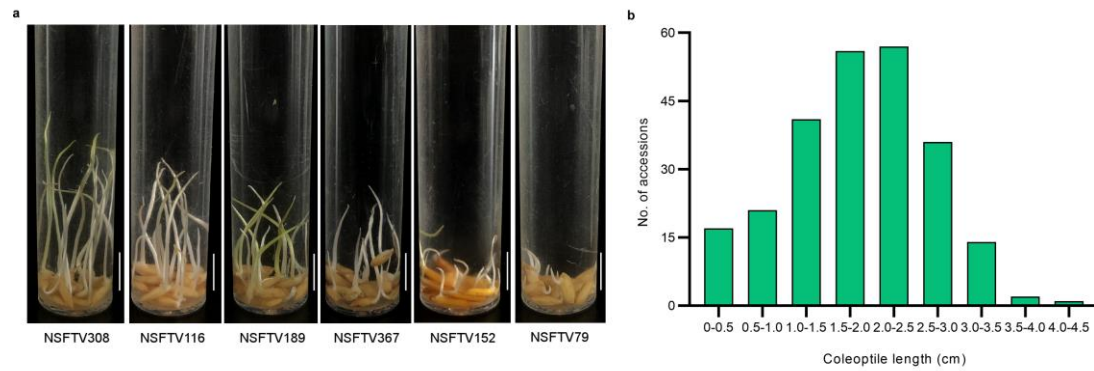 a
NSFTV308 NSFTV116 NSFTV189 NSFTV367 NSFTV152 NSFTV79
b
No. of accessions
60
45
30
15
0
0-0.5 0.5-1.0 1.0-1.5 1.5-2.0 2.0-2.5 2.5-3.0 3.0-3.5 3.5-4.0 4.0-4.5
Coleoptile length (cm)